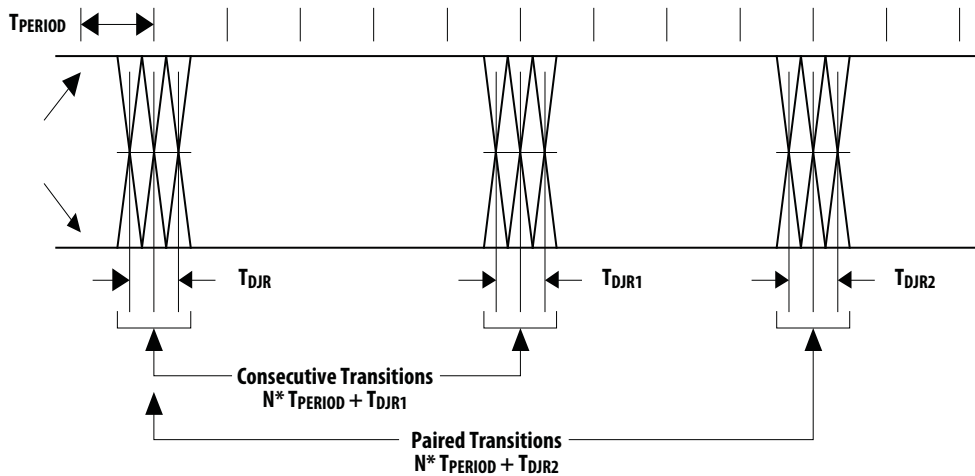 TPERIOD
TDJR
TDJR1
TDJR2
Consecutive Transitions
N* TPERIOD + TDJR1
Paired Transitions
N* TPERIOD + TDJR2